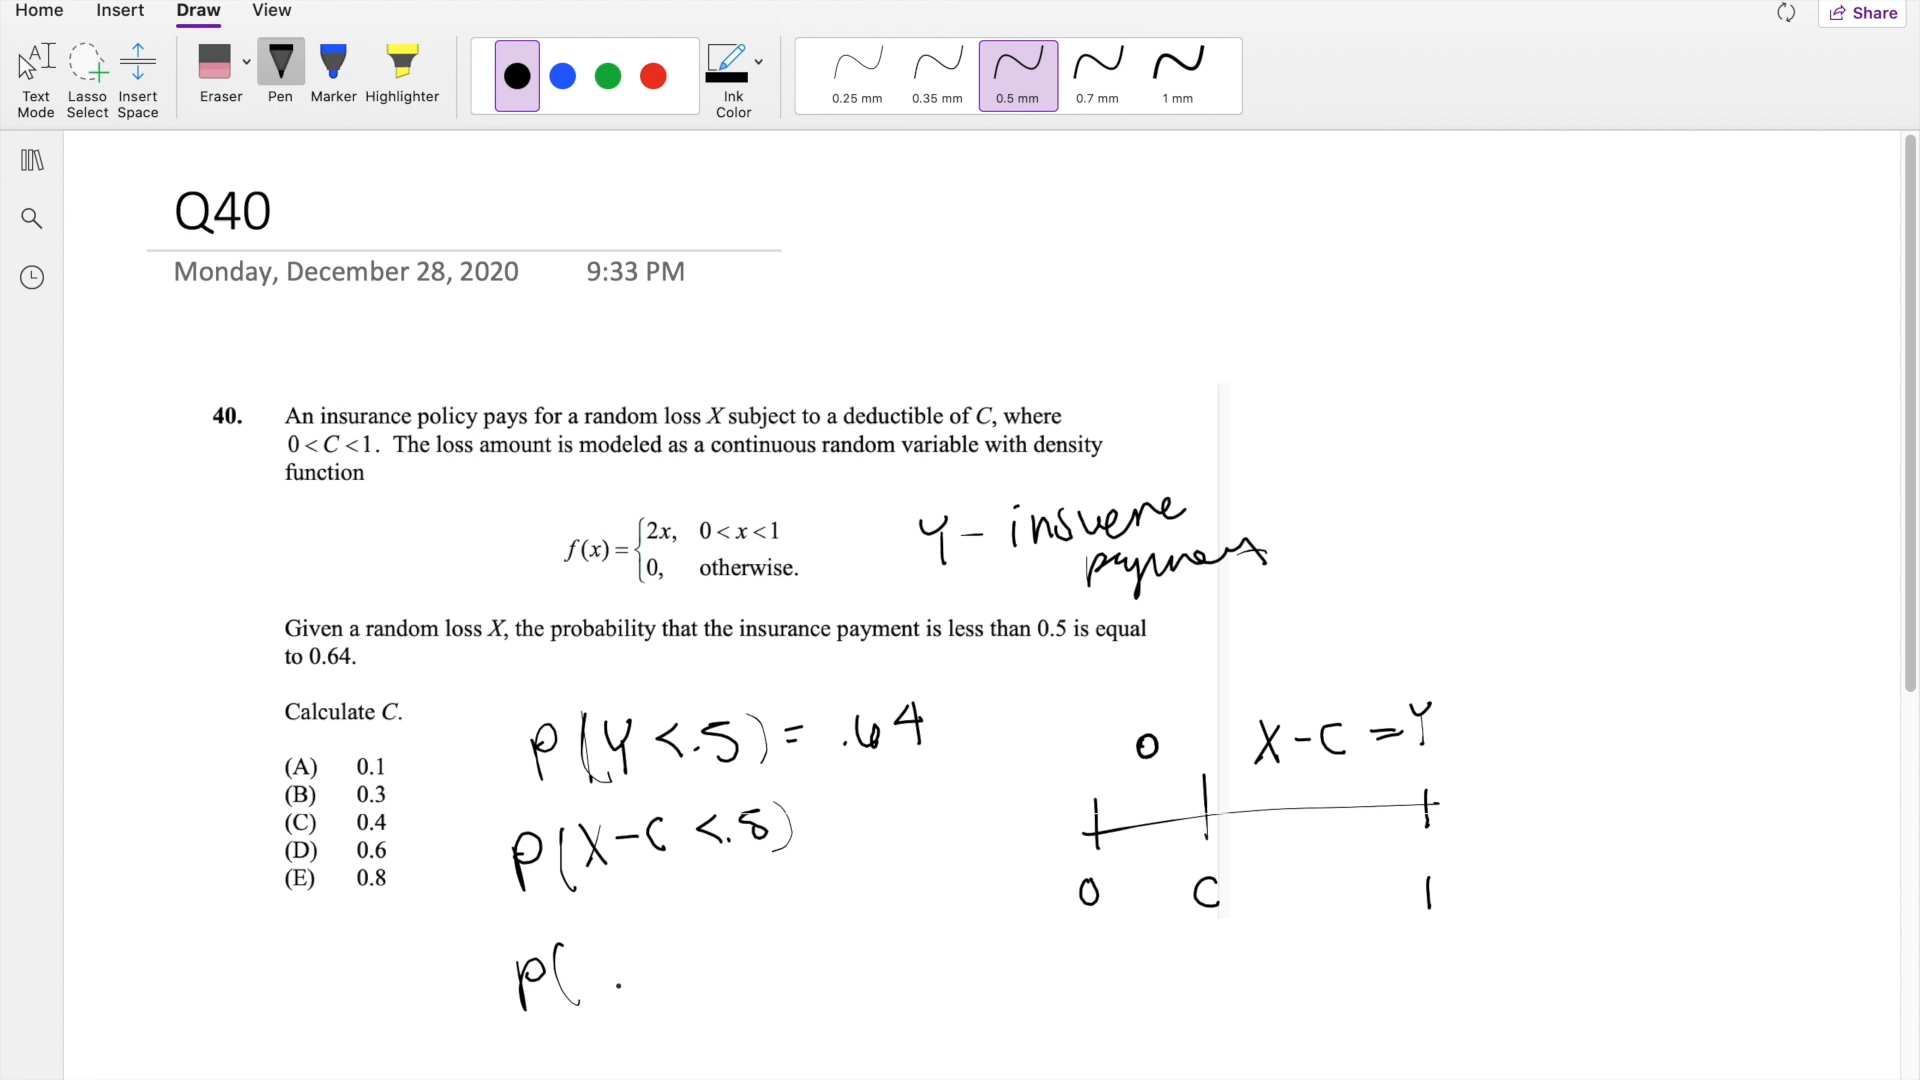 Home Insert Draw View
Share
Text Mode
Lasso Select
Insert Space
Eraser
Pen
Marker
Highlighter
Ink Color
0.25 mm
0.35 mm
0.5 mm
0.7 mm
1 mm
Q40
Monday, December 28, 2020 9:33 PM
40. An insurance policy pays for a random loss X subject to a deductible of C, where
0 < C < 1. The loss amount is modeled as a continuous random variable with density
function
f(x) = { 2x, 0 < x < 1
0, otherwise.
Y - insurene
payment
Given a random loss X, the probability that the insurance payment is less than 0.5 is equal
to 0.64.
Calculate C.
(A) 0.1
(B) 0.3
(C) 0.4
(D) 0.6
(E) 0.8
P(Y < .5) = .64
P(X - C < .5)
P( .
0 X - C = Y
0 C 1